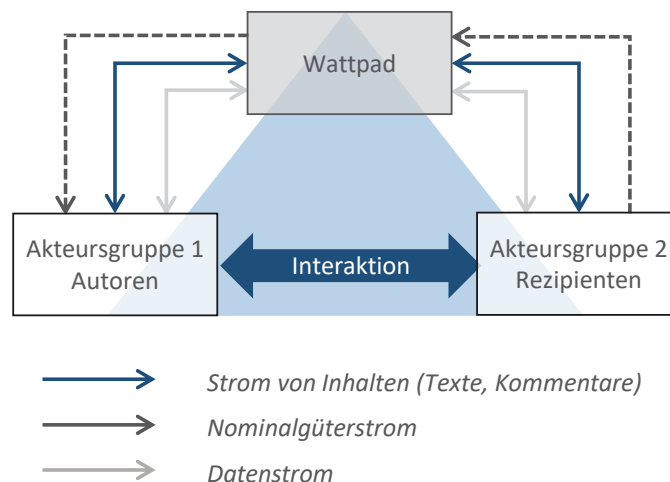 Wattpad
Akteursgruppe 1
Autoren
Interaktion
Akteursgruppe 2
Rezipienten
Strom von Inhalten (Texte, Kommentare)
Nominalgüterstrom
Datenstrom